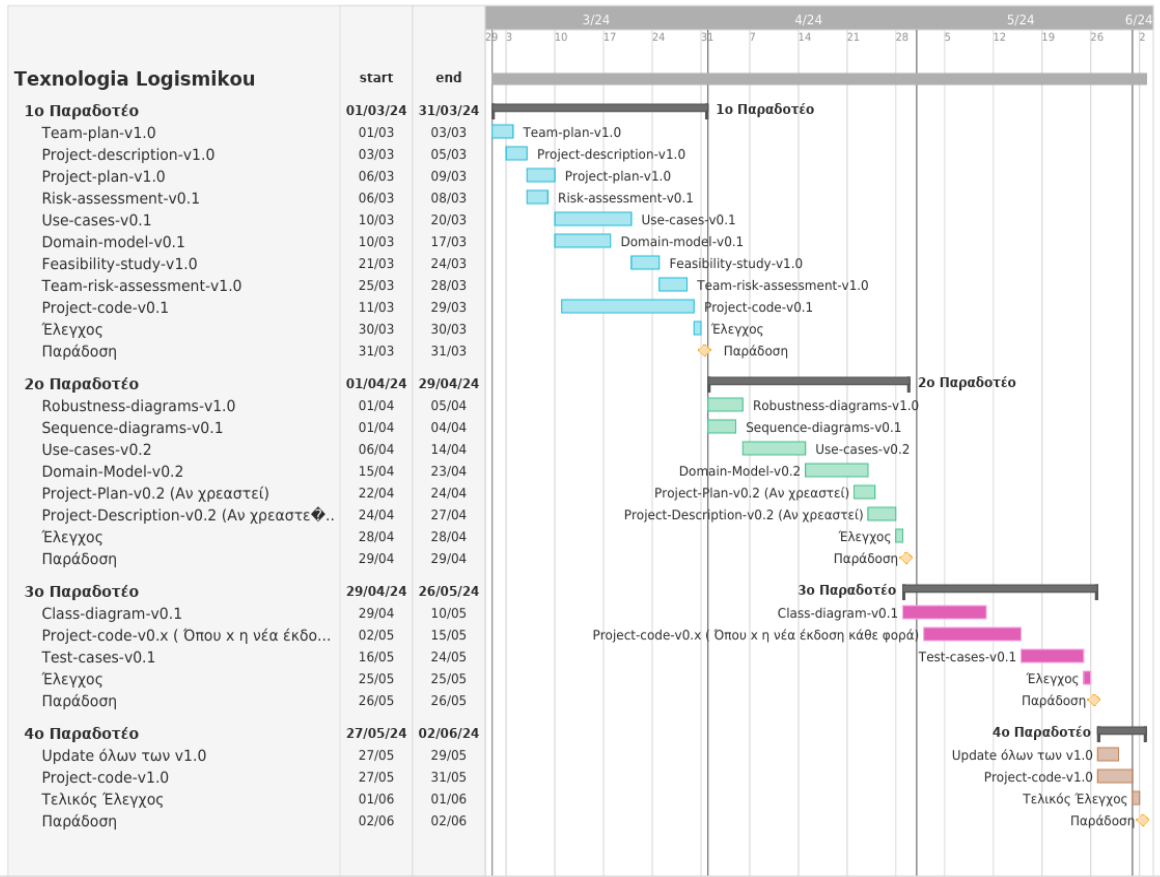 3/24 4/24 5/24 6/24
29 3 10 17 24 31 7 14 21 28 5 12 19 26 2
Texnologia Logismikou start end
1ο Παραδοτέο 01/03/24 31/03/24 1ο Παραδοτέο
Team-plan-v1.0 01/03 03/03 Team-plan-v1.0
Project-description-v1.0 03/03 05/03 Project-description-v1.0
Project-plan-v1.0 06/03 09/03 Project-plan-v1.0
Risk-assessment-v0.1 06/03 08/03 Risk-assessment-v0.1
Use-cases-v0.1 10/03 20/03 Use-cases-v0.1
Domain-model-v0.1 10/03 17/03 Domain-model-v0.1
Feasibility-study-v1.0 21/03 24/03 Feasibility-study-v1.0
Team-risk-assessment-v1.0 25/03 28/03 Team-risk-assessment-v1.0
Project-code-v0.1 11/03 29/03 Project-code-v0.1
Έλεγχος 30/03 30/03 Έλεγχος
Παράδοση 31/03 31/03 Παράδοση
2ο Παραδοτέο 01/04/24 29/04/24 2ο Παραδοτέο
Robustness-diagrams-v1.0 01/04 05/04 Robustness-diagrams-v1.0
Sequence-diagrams-v0.1 01/04 04/04 Sequence-diagrams-v0.1
Use-cases-v0.2 06/04 14/04 Use-cases-v0.2
Domain-Model-v0.2 15/04 23/04 Domain-Model-v0.2
Project-Plan-v0.2 (Αν χρεαστεί) 22/04 24/04 Project-Plan-v0.2 (Αν χρεαστεί)
Project-Description-v0.2 (Αν χρεαστε�.. 24/04 27/04 Project-Description-v0.2 (Αν χρεαστεί)
Έλεγχος 28/04 28/04 Έλεγχος
Παράδοση 29/04 29/04 Παράδοση
3ο Παραδοτέο 29/04/24 26/05/24 3ο Παραδοτέο
Class-diagram-v0.1 29/04 10/05 Class-diagram-v0.1
Project-code-v0.x ( Όπου x η νέα έκδο... 02/05 15/05 Project-code-v0.x ( Όπου x η νέα έκδοση κάθε φορά)
Test-cases-v0.1 16/05 24/05 Test-cases-v0.1
Έλεγχος 25/05 25/05 Έλεγχος
Παράδοση 26/05 26/05 Παράδοση
4ο Παραδοτέο 27/05/24 02/06/24 4ο Παραδοτέο
Update όλων των v1.0 27/05 29/05 Update όλων των v1.0
Project-code-v1.0 27/05 31/05 Project-code-v1.0
Τελικός Έλεγχος 01/06 01/06 Τελικός Έλεγχος
Παράδοση 02/06 02/06 Παράδοση